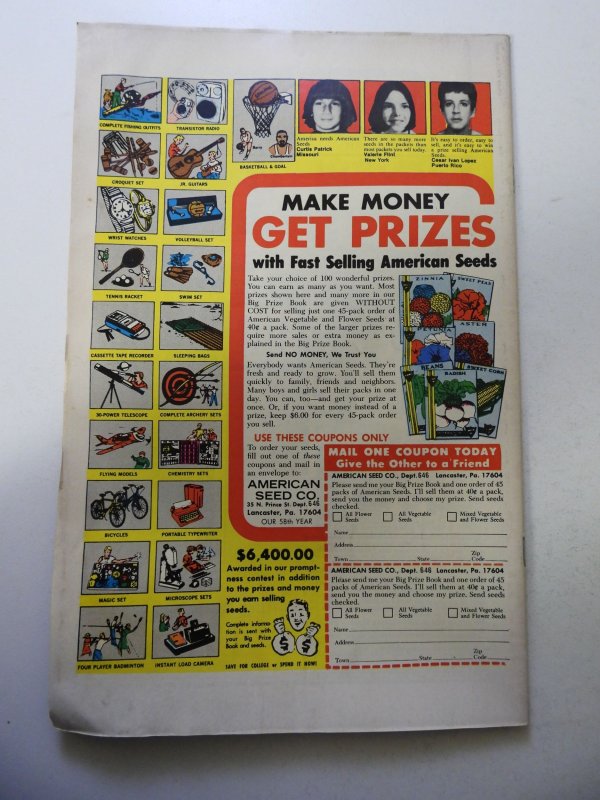 COMPLETE FISHING OUTFITS
TRANSISTOR RADIO
CROQUET SET
JR. GUITARS
WRIST WATCHES
VOLLEYBALL SET
TENNIS RACKET
SWIM SET
CASSETTE TAPE RECORDER
SLEEPING BAGS
30-POWER TELESCOPE
COMPLETE ARCHERY SETS
FLYING MODELS
CHEMISTRY SETS
BICYCLES
PORTABLE TYPEWRITER
MAGIC SET
MICROSCOPE SETS
FOUR PLAYER BADMINTON
INSTANT LOAD CAMERA
Barry
Chamberlain
BASKETBALL & GOAL
America needs American
Seeds
Curtis Patrick
Missouri
There are so many more
seeds in the packets than
most packets you sell today.
Valerie Flint
New York
It's easy to order, easy to
sell, and it's easy to win
a prize selling American
Seeds.
Cesar Ivan Lopez
Puerto Rico
MAKE MONEY
GET PRIZES
with Fast Selling American Seeds
Take your choice of 100 wonderful prizes.
You can earn as many as you want. Most
prizes shown here and many more in our
Big Prize Book are given WITHOUT
COST for selling just one 45-pack order of
American Vegetable and Flower Seeds at
40¢ a pack. Some of the larger prizes re-
quire more sales or extra money as ex-
plained in the Big Prize Book.
Send NO MONEY, We Trust You
Everybody wants American Seeds. They're
fresh and ready to grow. You'll sell them
quickly to family, friends and neighbors.
Many boys and girls sell their packs in one
day. You can, too—and get your prize at
once. Or, if you want money instead of a
prize, keep $6.00 for every 45-pack order
you sell.
ZINNIA
SWEET PEAS
PETUNIA
ASTER
BEANS
RADISH
SWEET CORN
USE THESE COUPONS ONLY
To order your seeds,
fill out one of these
coupons and mail in
an envelope to:
AMERICAN
SEED CO.
35 N. Prince St. Dept. 646
Lancaster, Pa. 17604
OUR 58th YEAR
$6,400.00
Awarded in our prompt-
ness contest in addition
to the prizes and money
you earn selling
seeds.
Complete informa-
tion is sent with
your Big Prize
Book and seeds.
$ $
SAVE FOR COLLEGE or SPEND IT NOW!
MAIL ONE COUPON TODAY
Give the Other to a Friend
AMERICAN SEED CO., Dept. 646 Lancaster, Pa. 17604
Please send me your Big Prize Book and one order of 45
packs of American Seeds. I'll sell them at 40¢ a pack,
send you the money and choose my prize. Send seeds
checked.
All Flower Seeds
All Vegetable Seeds
Mixed Vegetable and Flower Seeds
Name
Address
Town State Zip Code
AMERICAN SEED CO., Dept. 646 Lancaster, Pa. 17604
Please send me your Big Prize Book and one order of 45
packs of American Seeds. I'll sell them at 40¢ a pack,
send you the money and choose my prize. Send seeds
checked.
All Flower Seeds
All Vegetable Seeds
Mixed Vegetable and Flower Seeds
Name
Address
Town State Zip Code